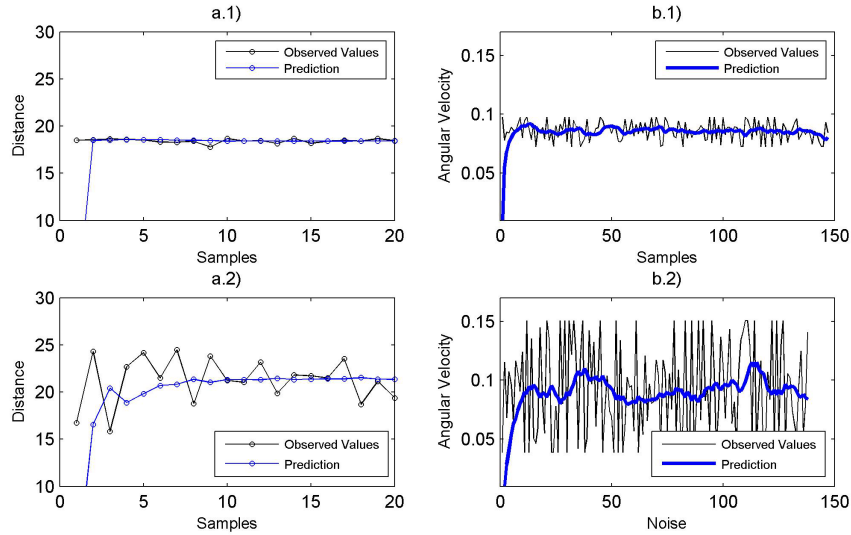 a.1)
30
25
20
15
10
0
5
10
15
20
Distance
Samples
Observed Values
Prediction
b.1)
0.15
0.1
0.05
0
50
100
150
Angular Velocity
Samples
Observed Values
Prediction
a.2)
30
25
20
15
10
0
5
10
15
20
Distance
Samples
Observed Values
Prediction
b.2)
0.15
0.1
0.05
0
50
100
150
Angular Velocity
Noise
Observed Values
Prediction